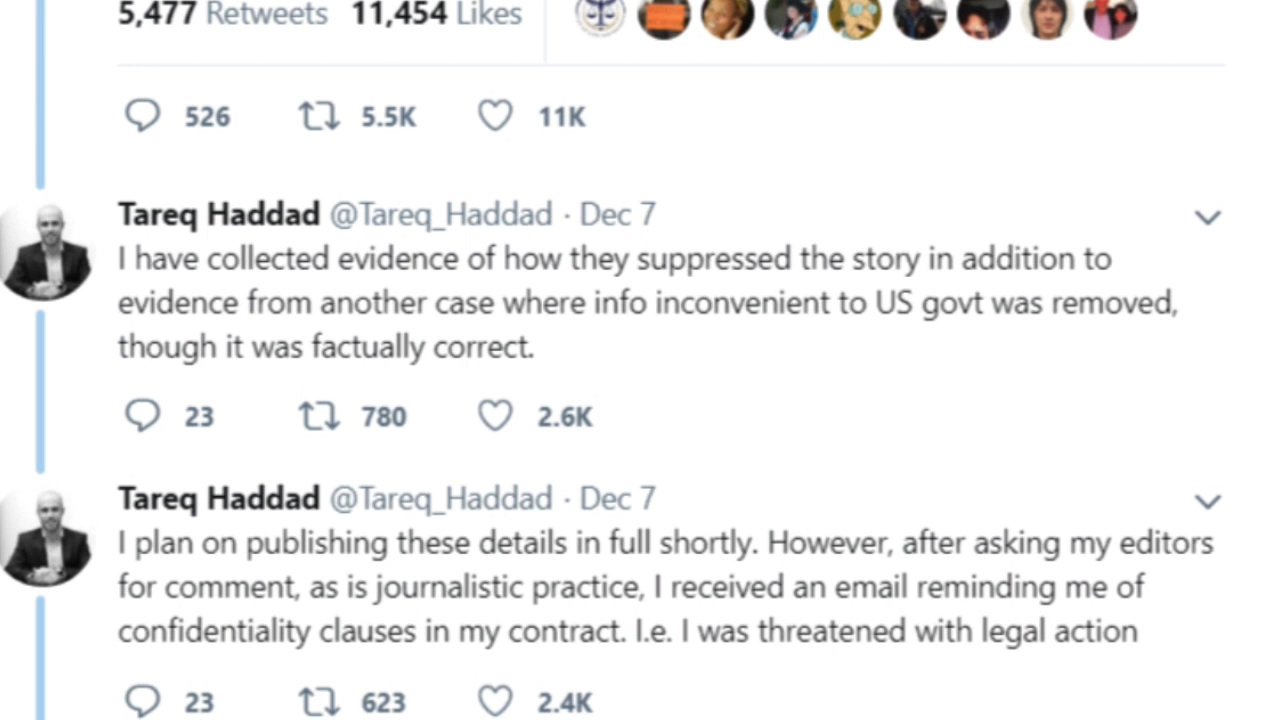 5,477 Retweets 11,454 Likes
526 5.5K 11K
Tareq Haddad @Tareq_Haddad · Dec 7
I have collected evidence of how they suppressed the story in addition to
evidence from another case where info inconvenient to US govt was removed,
though it was factually correct.
23 780 2.6K
Tareq Haddad @Tareq_Haddad · Dec 7
I plan on publishing these details in full shortly. However, after asking my editors
for comment, as is journalistic practice, I received an email reminding me of
confidentiality clauses in my contract. I.e. I was threatened with legal action
23 623 2.4K